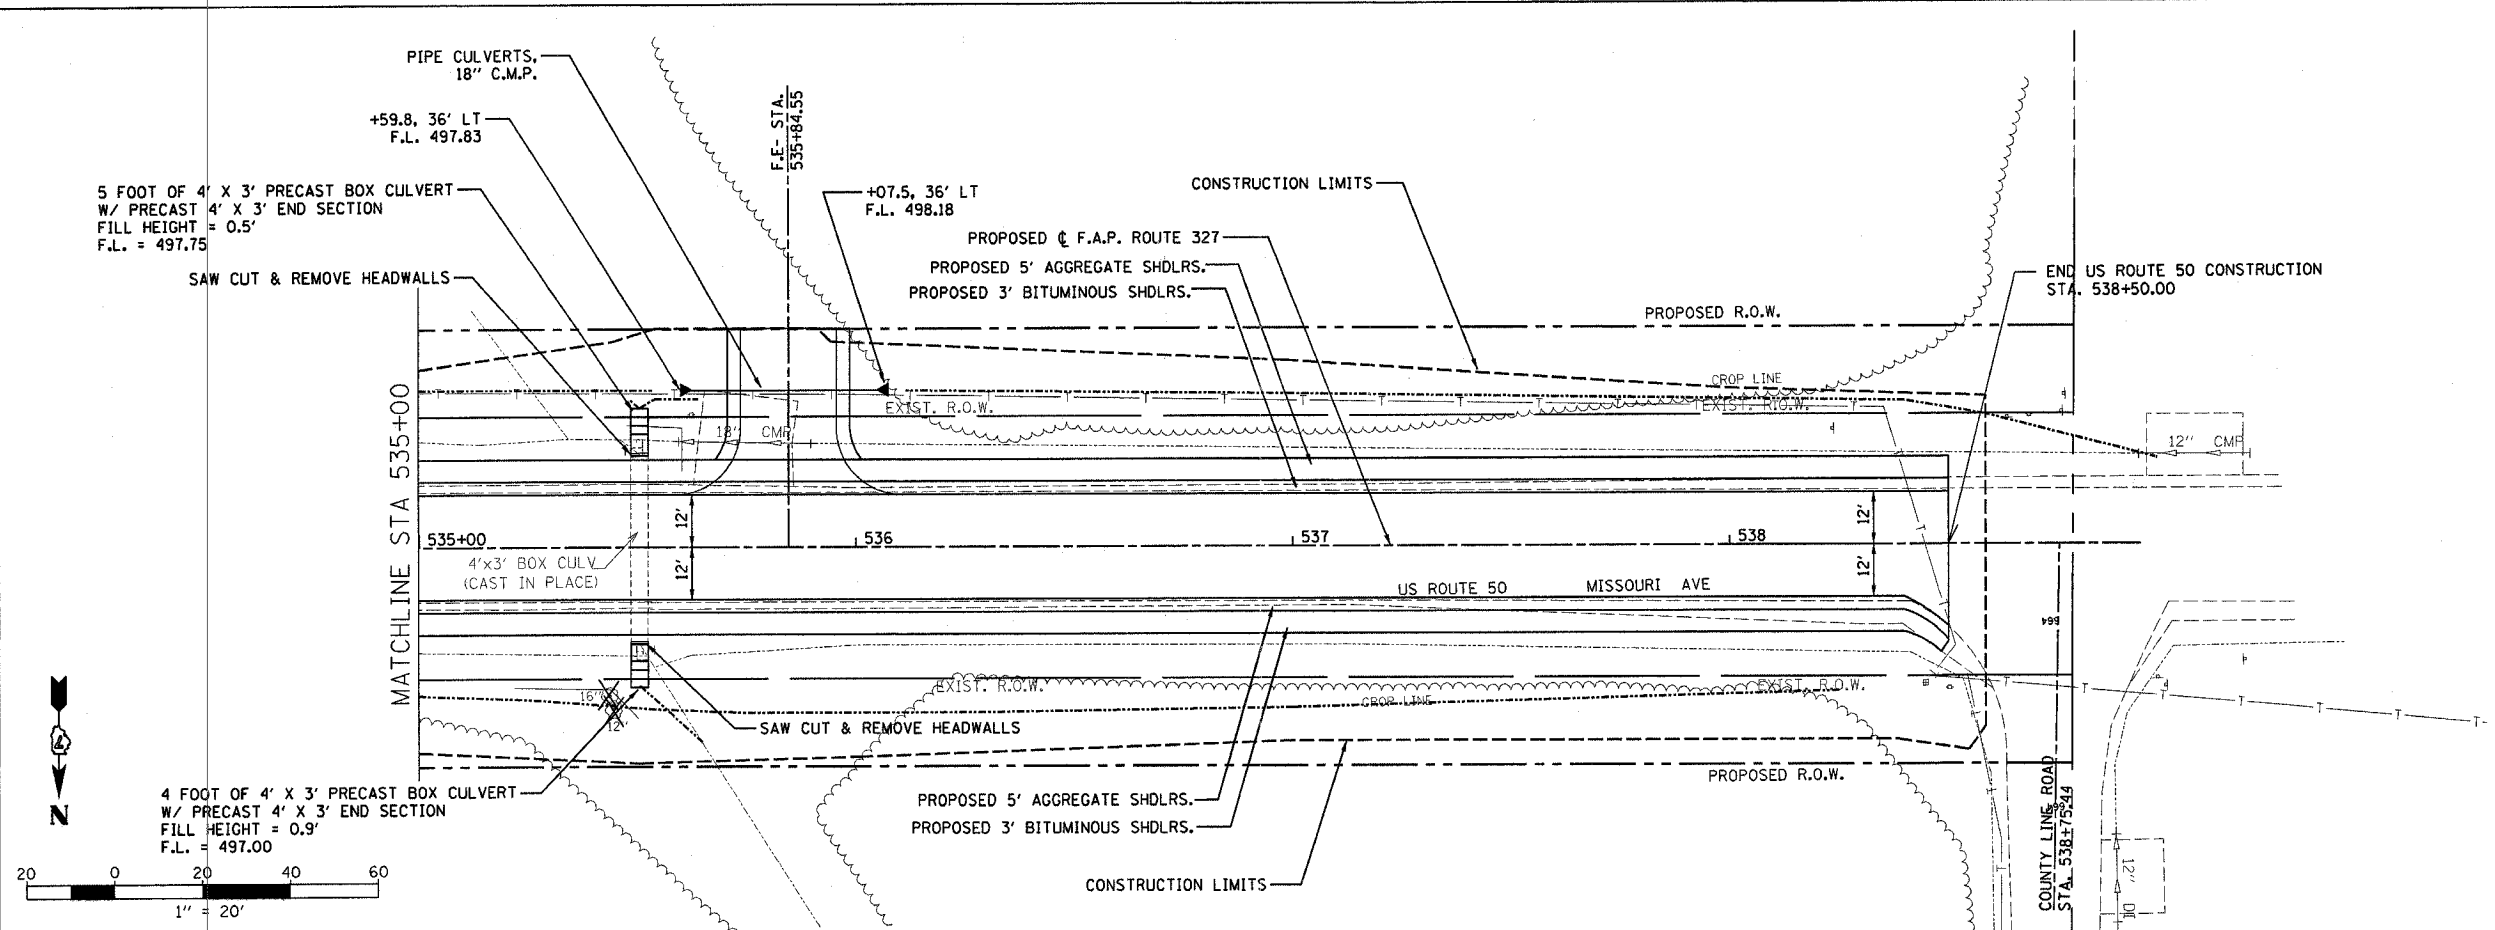 PIPE CULVERTS,
18" C.M.P.
+59.8, 36' LT
F.L. 497.83
5 FOOT OF 4' X 3' PRECAST BOX CULVERT
W/ PRECAST 4' X 3' END SECTION
FILL HEIGHT = 0.5'
F.L. = 497.75
SAW CUT & REMOVE HEADWALLS
F.E- STA.
535+84.55
+07.5, 36' LT
F.L. 498.18
CONSTRUCTION LIMITS
PROPOSED ℄ F.A.P. ROUTE 327
PROPOSED 5' AGGREGATE SHDLRS.
PROPOSED 3' BITUMINOUS SHDLRS.
END US ROUTE 50 CONSTRUCTION
STA. 538+50.00
PROPOSED R.O.W.
CROP LINE
EXIST. R.O.W.
EXIST. R.O.W.
18" CMP
12" CMP
MATCHLINE STA 535+00
535+00
536
537
538
12'
12'
12'
12'
4'x3' BOX CULV
(CAST IN PLACE)
US ROUTE 50 MISSOURI AVE
499
EXIST. R.O.W.
EXIST. R.O.W.
CROP LINE
16"
12"
SAW CUT & REMOVE HEADWALLS
PROPOSED R.O.W.
4 FOOT OF 4' X 3' PRECAST BOX CULVERT
W/ PRECAST 4' X 3' END SECTION
FILL HEIGHT = 0.9'
F.L. = 497.00
PROPOSED 5' AGGREGATE SHDLRS.
PROPOSED 3' BITUMINOUS SHDLRS.
CONSTRUCTION LIMITS
COUNTY LINE ROAD
STA. 538+75.44
12" DI
N
20 0 20 40 60
1" = 20'